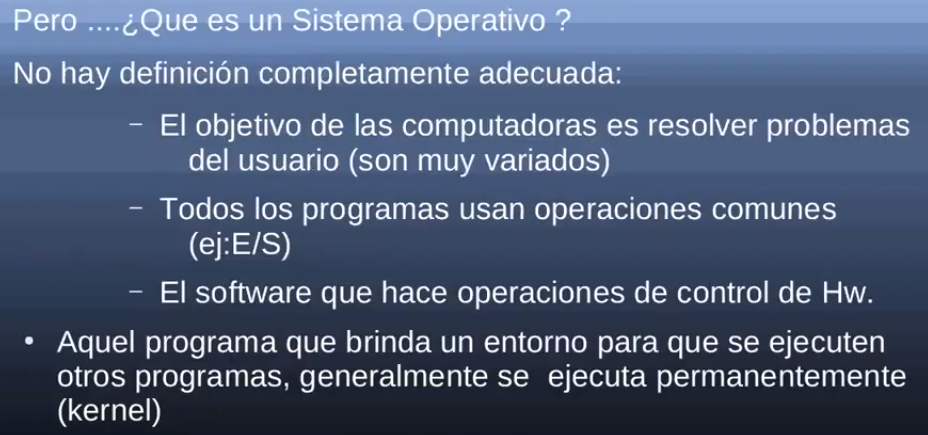 Pero ....¿Que es un Sistema Operativo ?
No hay definición completamente adecuada:
– El objetivo de las computadoras es resolver problemas
del usuario (son muy variados)
– Todos los programas usan operaciones comunes
(ej:E/S)
– El software que hace operaciones de control de Hw.
• Aquel programa que brinda un entorno para que se ejecuten
otros programas, generalmente se ejecuta permanentemente
(kernel)